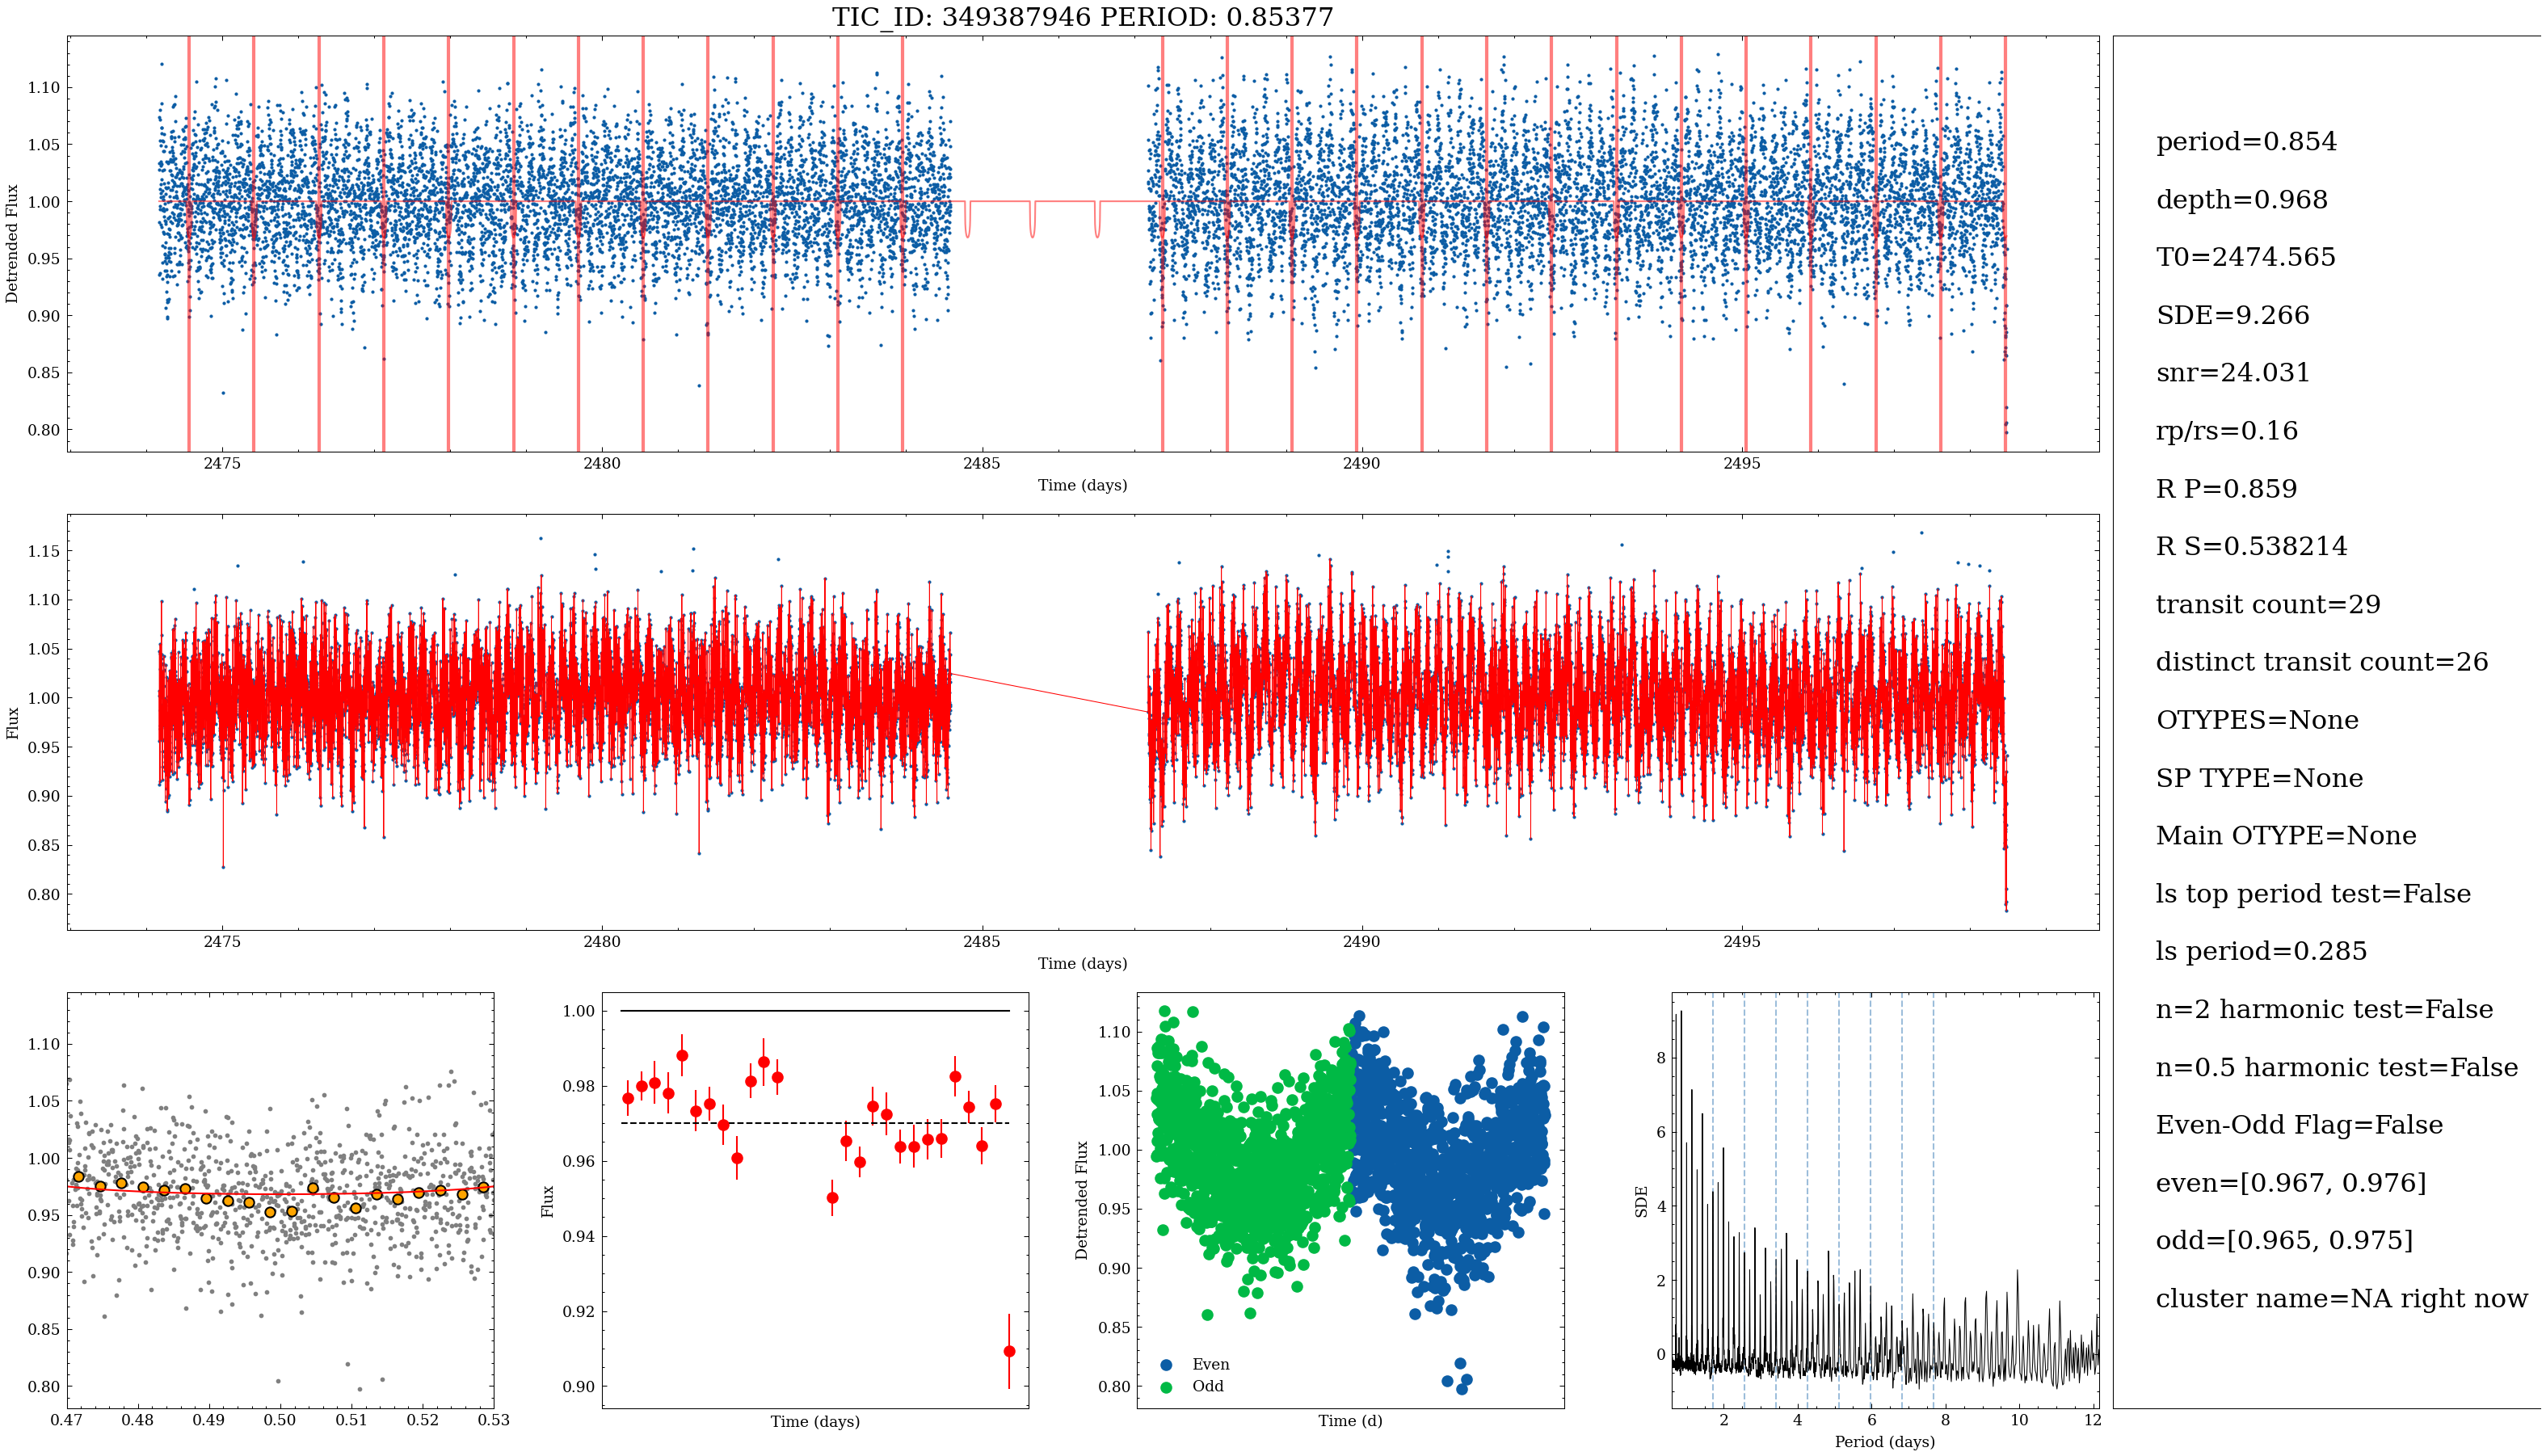 TIC_ID: 349387946 PERIOD: 0.85377
1.10
1.05
1.00
0.95
0.90
0.85
0.80
Detrended Flux
2475
2480
2485
2490
2495
Time (days)
1.15
1.10
1.05
1.00
0.95
0.90
0.85
0.80
Flux
2475
2480
2485
2490
2495
Time (days)
1.10
1.05
1.00
0.95
0.90
0.85
0.80
0.47
0.48
0.49
0.50
0.51
0.52
0.53
1.00
0.98
0.96
0.94
0.92
0.90
Flux
Time (days)
1.10
1.05
1.00
0.95
0.90
0.85
0.80
Detrended Flux
Even
Odd
Time (d)
8
6
4
2
0
SDE
2
4
6
8
10
12
Period (days)
period=0.854
depth=0.968
T0=2474.565
SDE=9.266
snr=24.031
rp/rs=0.16
R P=0.859
R S=0.538214
transit count=29
distinct transit count=26
OTYPES=None
SP TYPE=None
Main OTYPE=None
ls top period test=False
ls period=0.285
n=2 harmonic test=False
n=0.5 harmonic test=False
Even-Odd Flag=False
even=[0.967, 0.976]
odd=[0.965, 0.975]
cluster name=NA right now